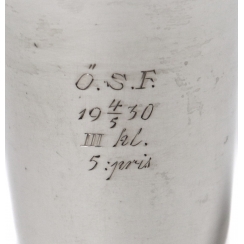 Ö.S.F.
19 4/5 30
III kl.
5:pris